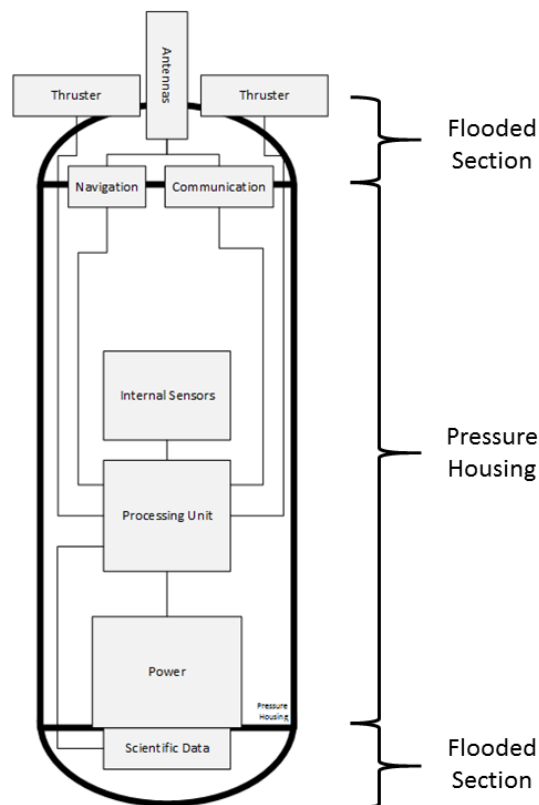 Antennas
Thruster
Thruster
Flooded
Section
Navigation
Communication
Internal Sensors
Pressure
Housing
Processing Unit
Power
Pressure
Housing
Scientific Data
Flooded
Section